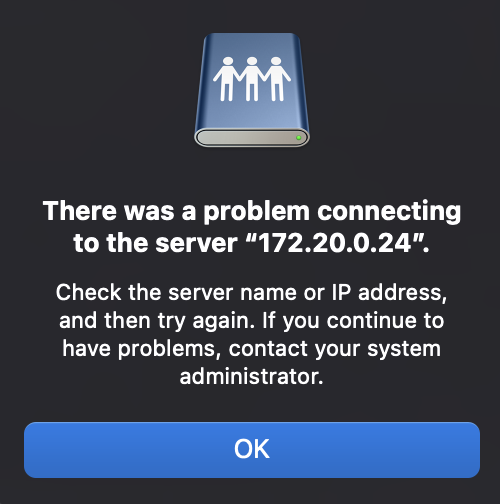 There was a problem connecting
to the server “172.20.0.24”.
Check the server name or IP address,
and then try again. If you continue to
have problems, contact your system
administrator.
OK